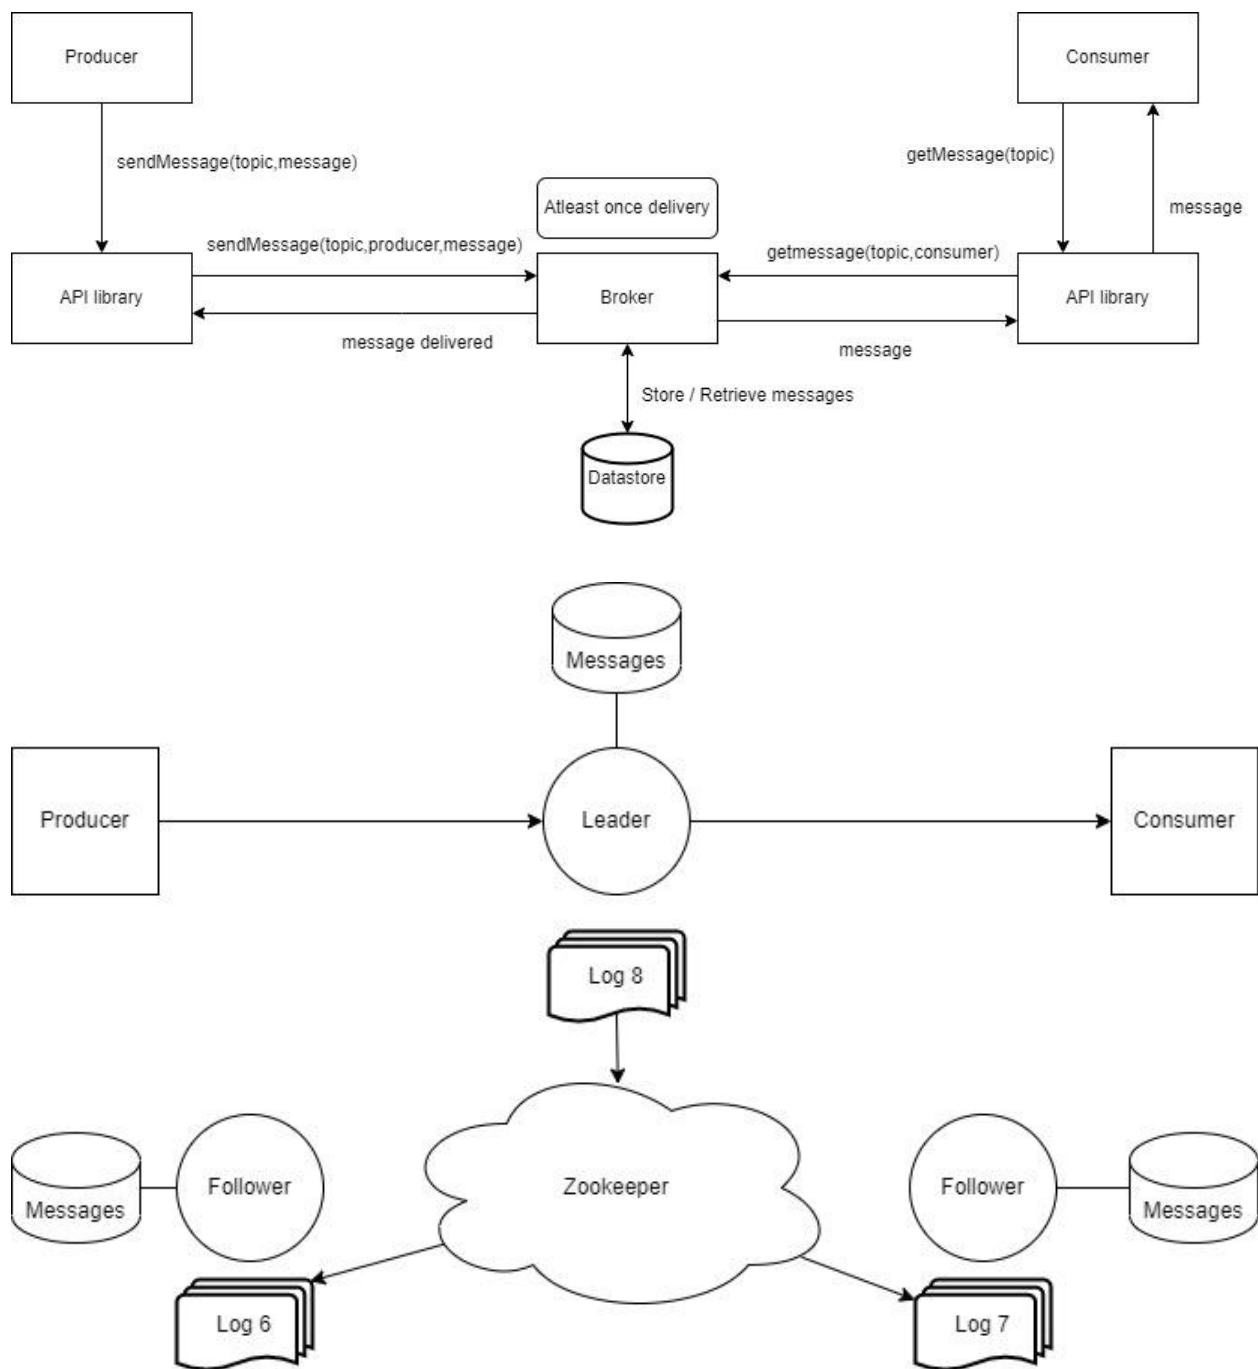 Producer
Consumer
sendMessage(topic,message)
getMessage(topic)
message
Atleast once delivery
sendMessage(topic,producer,message)
getmessage(topic,consumer)
API library
Broker
API library
message delivered
message
Store / Retrieve messages
Datastore
Messages
Producer
Leader
Consumer
Log 8
Zookeeper
Follower
Messages
Follower
Messages
Log 6
Log 7